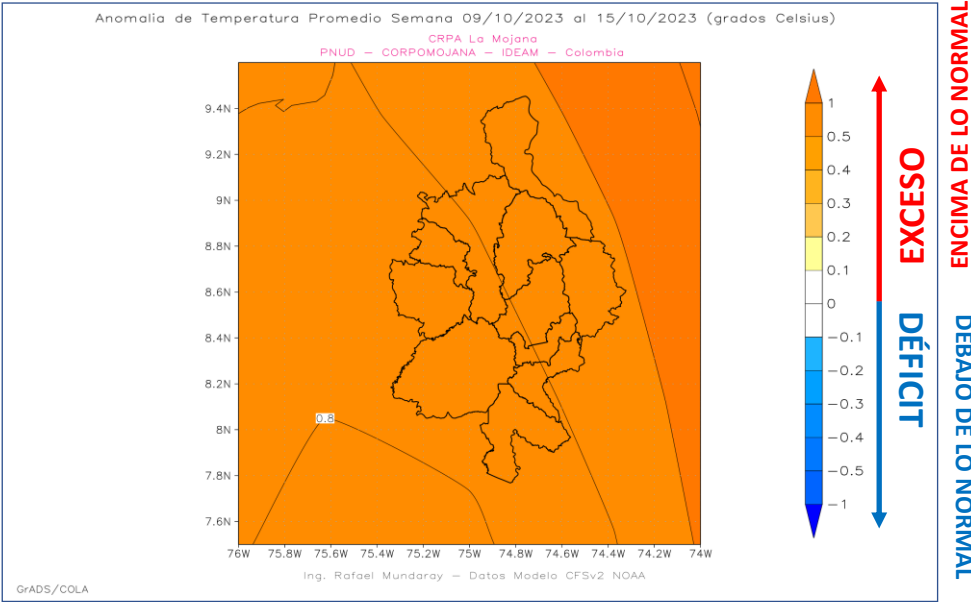 Anomalia de Temperatura Promedio Semana 09/10/2023 al 15/10/2023 (grados Celsius)
CRPA La Mojana
PNUD − CORPOMOJANA − IDEAM − Colombia
9.4N
9.2N
9N
8.8N
8.6N
8.4N
8.2N
8N
7.8N
7.6N
0.8
76W 75.8W 75.6W 75.4W 75.2W 75W 74.8W 74.6W 74.4W 74.2W 74W
1
0.5
0.4
0.3
0.2
0.1
0
−0.1
−0.2
−0.3
−0.4
−0.5
−1
EXCESO
DÉFICIT
ENCIMA DE LO NORMAL
DEBAJO DE LO NORMAL
Ing. Rafael Mundaray − Datos Modelo CFSv2 NOAA
GrADS/COLA